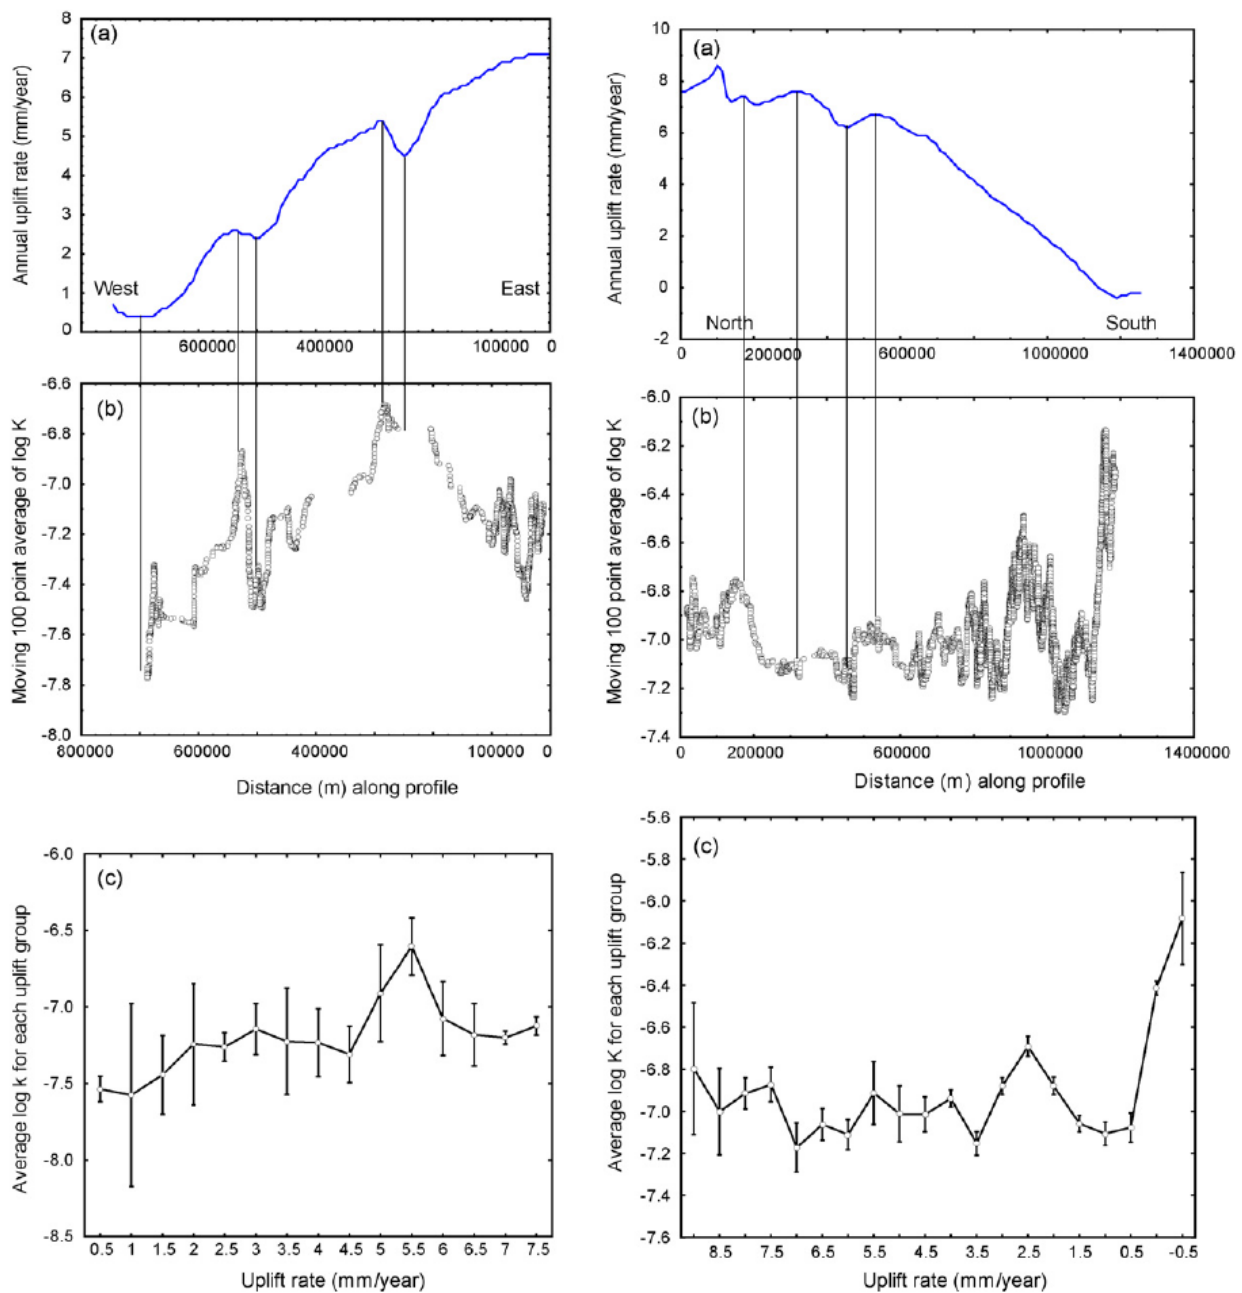 (a)
Annual uplift rate (mm/year)
8
7
6
5
4
3
2
1
0
West
East
600000 400000 100000 0
(b)
Moving 100 point average of log K
-6.6
-6.8
-7.0
-7.2
-7.4
-7.6
-7.8
-8.0
800000 600000 400000 100000 0
Distance (m) along profile
(c)
Average log K for each uplift group
-6.0
-6.5
-7.0
-7.5
-8.0
-8.5
0.5 1 1.5 2 2.5 3 3.5 4 4.5 5 5.5 6 6.5 7 7.5
Uplift rate (mm/year)
(a)
Annual uplift rate (mm/year)
10
8
6
4
2
0
-2
North
South
0 200000 600000 1000000 1400000
(b)
Moving 100 point average of log K
-6.0
-6.2
-6.4
-6.6
-6.8
-7.0
-7.2
-7.4
0 200000 600000 1000000 1400000
Distance (m) along profile
(c)
Average log K for each uplift group
-5.6
-5.8
-6.0
-6.2
-6.4
-6.6
-6.8
-7.0
-7.2
-7.4
-7.6
8.5 7.5 6.5 5.5 4.5 3.5 2.5 1.5 0.5 -0.5
Uplift rate (mm/year)